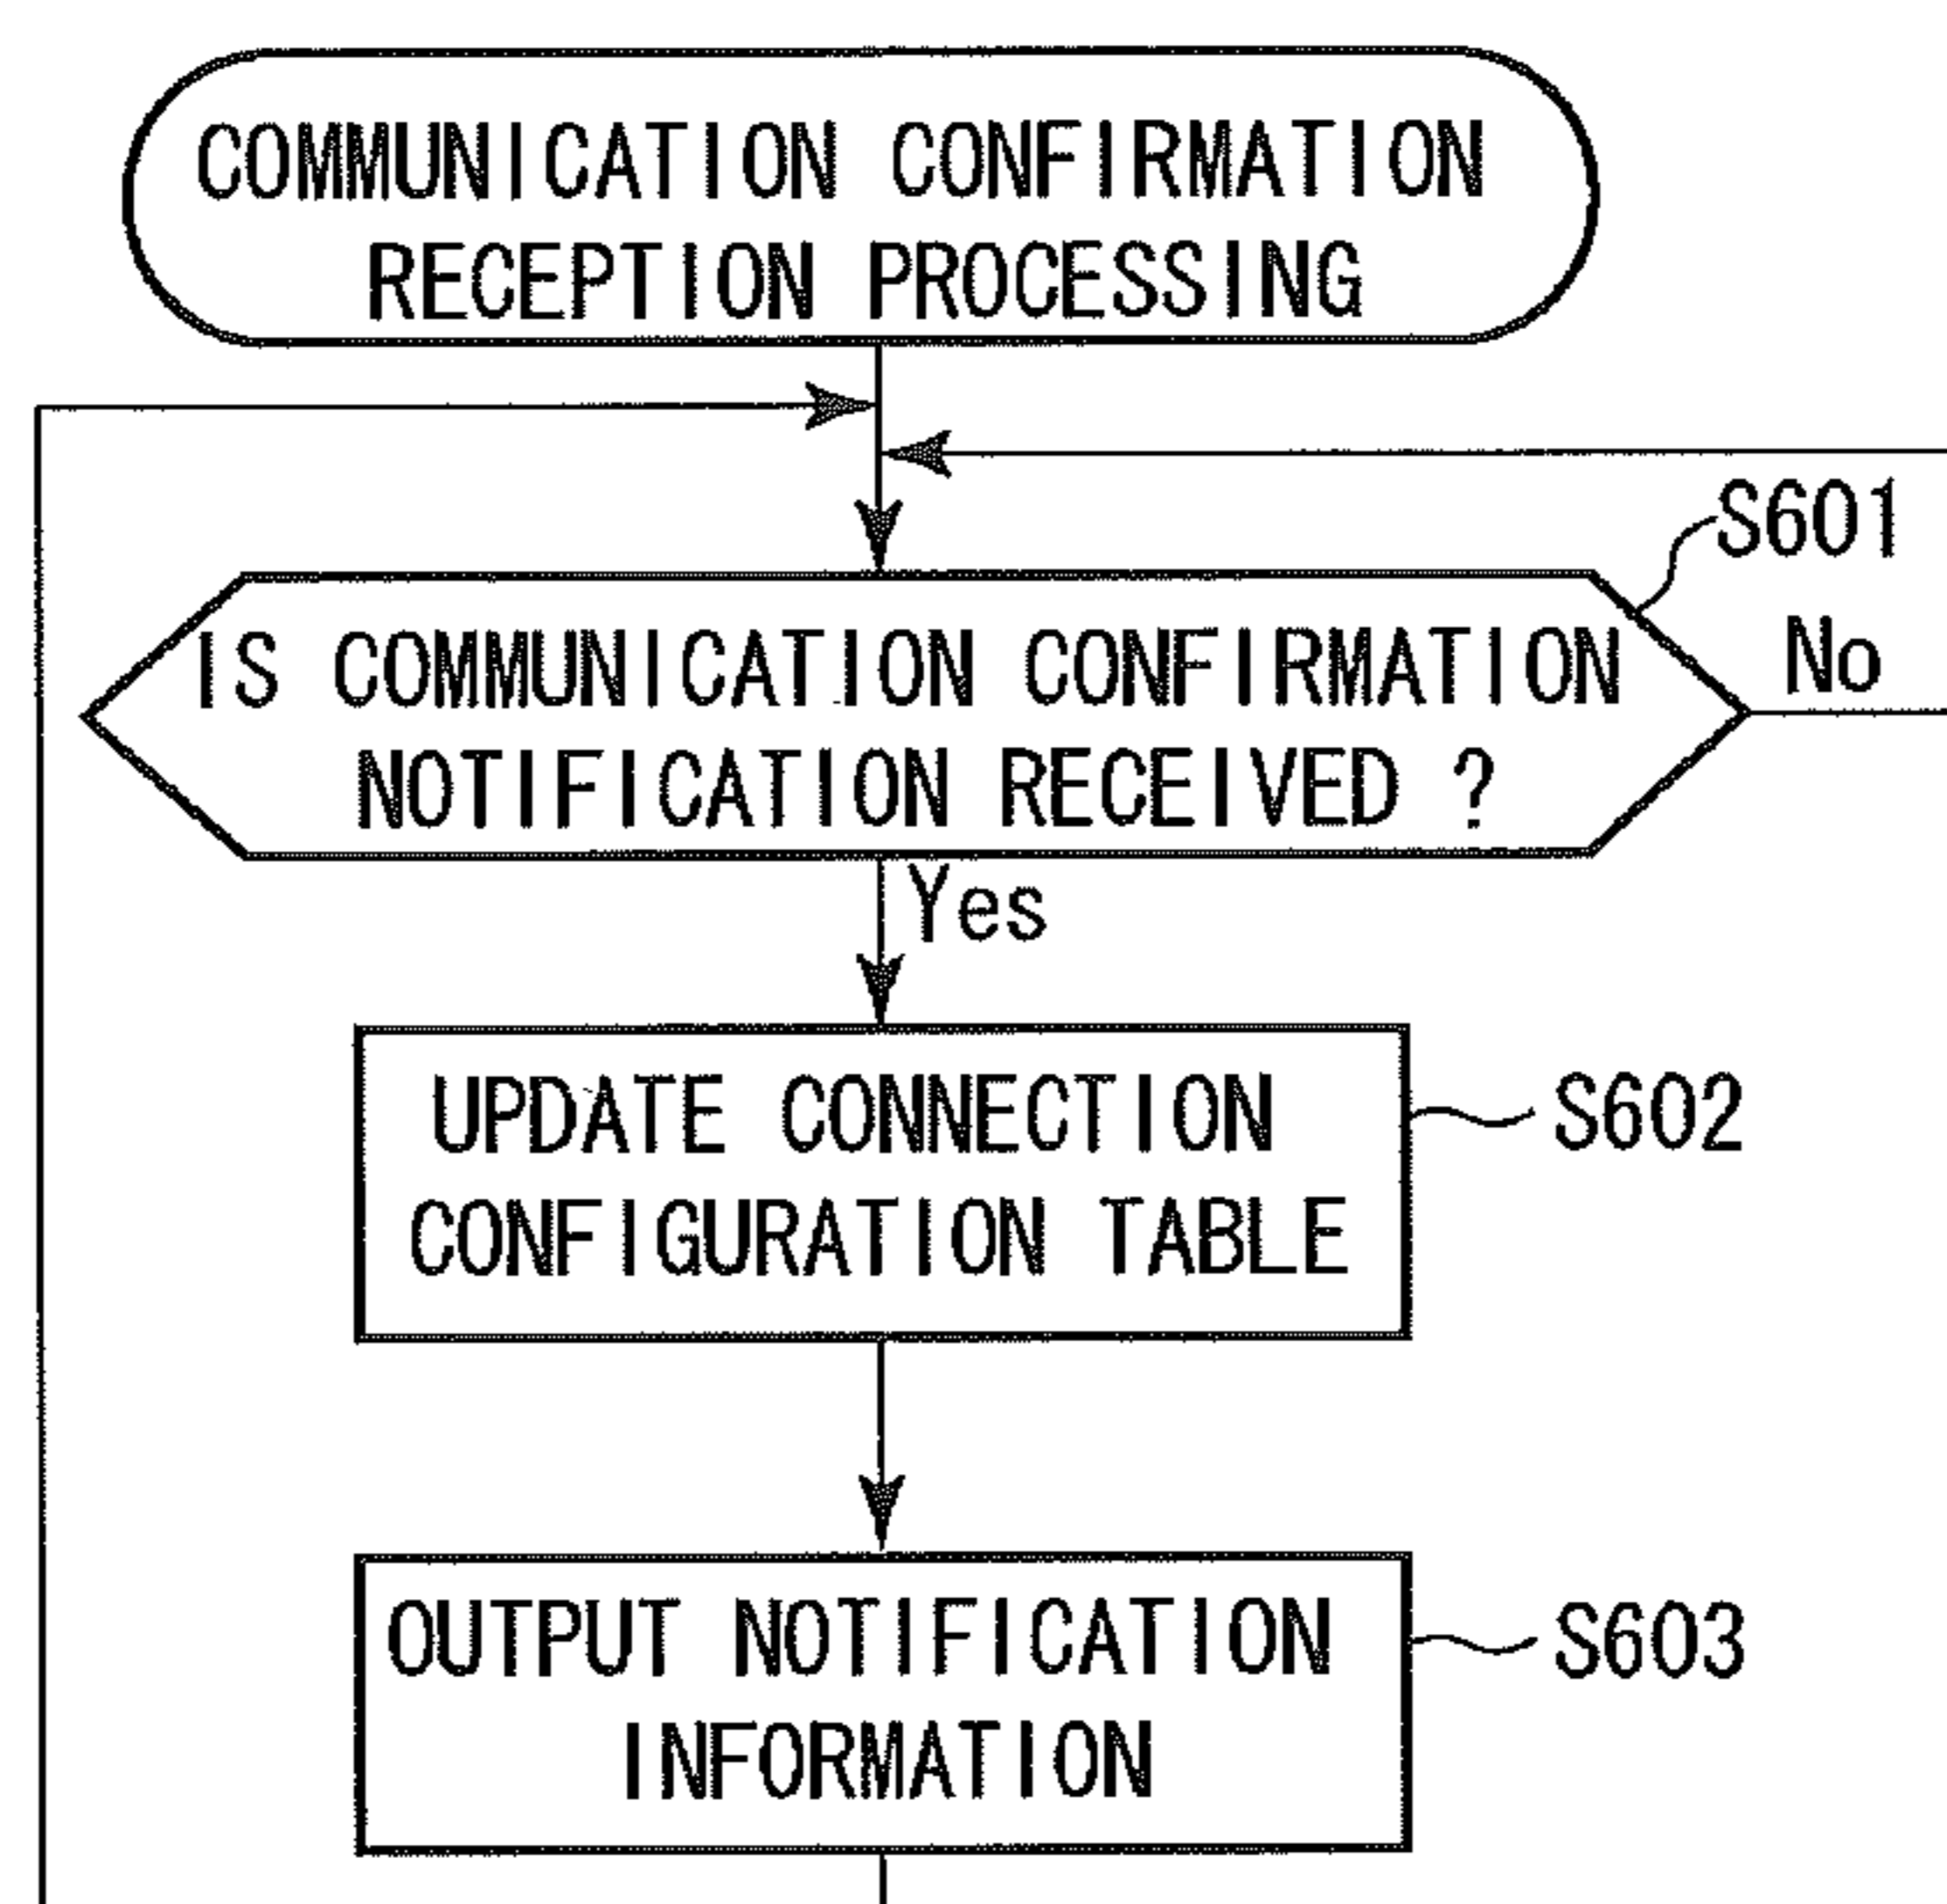 COMMUNICATION CONFIRMATION
RECEPTION PROCESSING
S601
IS COMMUNICATION CONFIRMATION
NOTIFICATION RECEIVED ?
No
Yes
UPDATE CONNECTION
CONFIGURATION TABLE
S602
OUTPUT NOTIFICATION
INFORMATION
S603